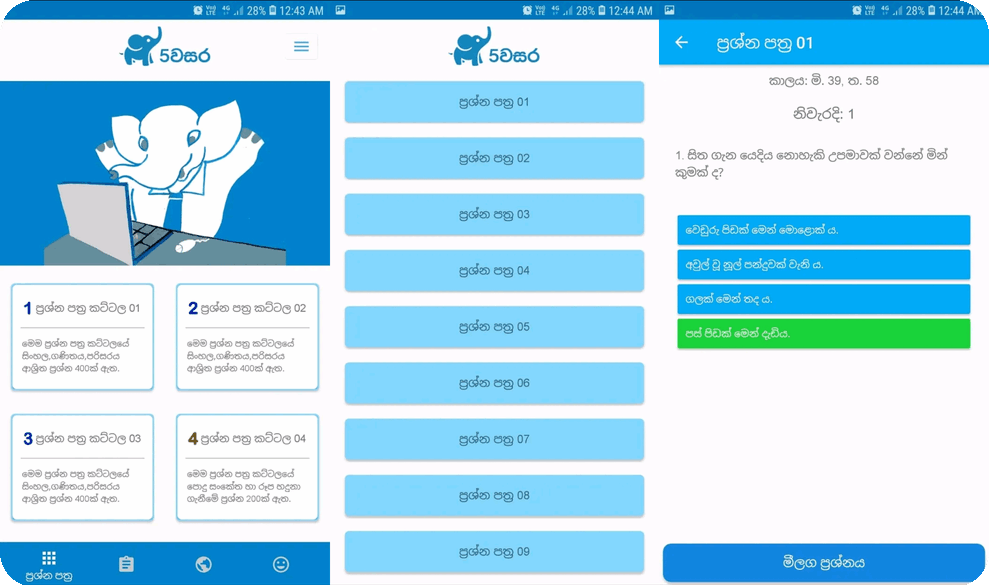 VoLTE 4G 28% 12:43 AM
5වසර
1 ප්‍රශ්න පත්‍ර කට්ටල 01
මෙම ප්‍රශ්න පත්‍ර කට්ටලයේ
සිංහල,ගණිතය,පරිසරය
ආශ්‍රිත ප්‍රශ්න 400ක් ඇත.
2 ප්‍රශ්න පත්‍ර කට්ටල 02
මෙම ප්‍රශ්න පත්‍ර කට්ටලයේ
සිංහල,ගණිතය,පරිසරය
ආශ්‍රිත ප්‍රශ්න 400ක් ඇත.
3 ප්‍රශ්න පත්‍ර කට්ටල 03
මෙම ප්‍රශ්න පත්‍ර කට්ටලයේ
සිංහල,ගණිතය,පරිසරය
ආශ්‍රිත ප්‍රශ්න 400ක් ඇත.
4 ප්‍රශ්න පත්‍ර කට්ටල 04
මෙම ප්‍රශ්න පත්‍ර කට්ටලයේ
පොදු සංකේත හා රූප හදුනා
ගැනීමේ ප්‍රශ්න 200ක් ඇත.
ප්‍රශ්න පත්‍ර
VoLTE 4G 28% 12:44 AM
5වසර
ප්‍රශ්න පත්‍ර 01
ප්‍රශ්න පත්‍ර 02
ප්‍රශ්න පත්‍ර 03
ප්‍රශ්න පත්‍ර 04
ප්‍රශ්න පත්‍ර 05
ප්‍රශ්න පත්‍ර 06
ප්‍රශ්න පත්‍ර 07
ප්‍රශ්න පත්‍ර 08
ප්‍රශ්න පත්‍ර 09
VoLTE 4G 28% 12:44 AM
ප්‍රශ්න පත්‍ර 01
කාලය: මි. 39, ත. 58
නිවැරදි: 1
1. සිත ගැන යෙදිය නොහැකි උපමාවක් වන්නේ මින්
කුමක් ද?
වෙඩුරු පිඩක් මෙන් මොළොක් ය.
අවුල් වූ නූල් පන්දුවක් වැනි ය.
ගලක් මෙන් තද ය.
පස් පිඩක් මෙන් දැඩිය.
මීලග ප්‍රශ්නය